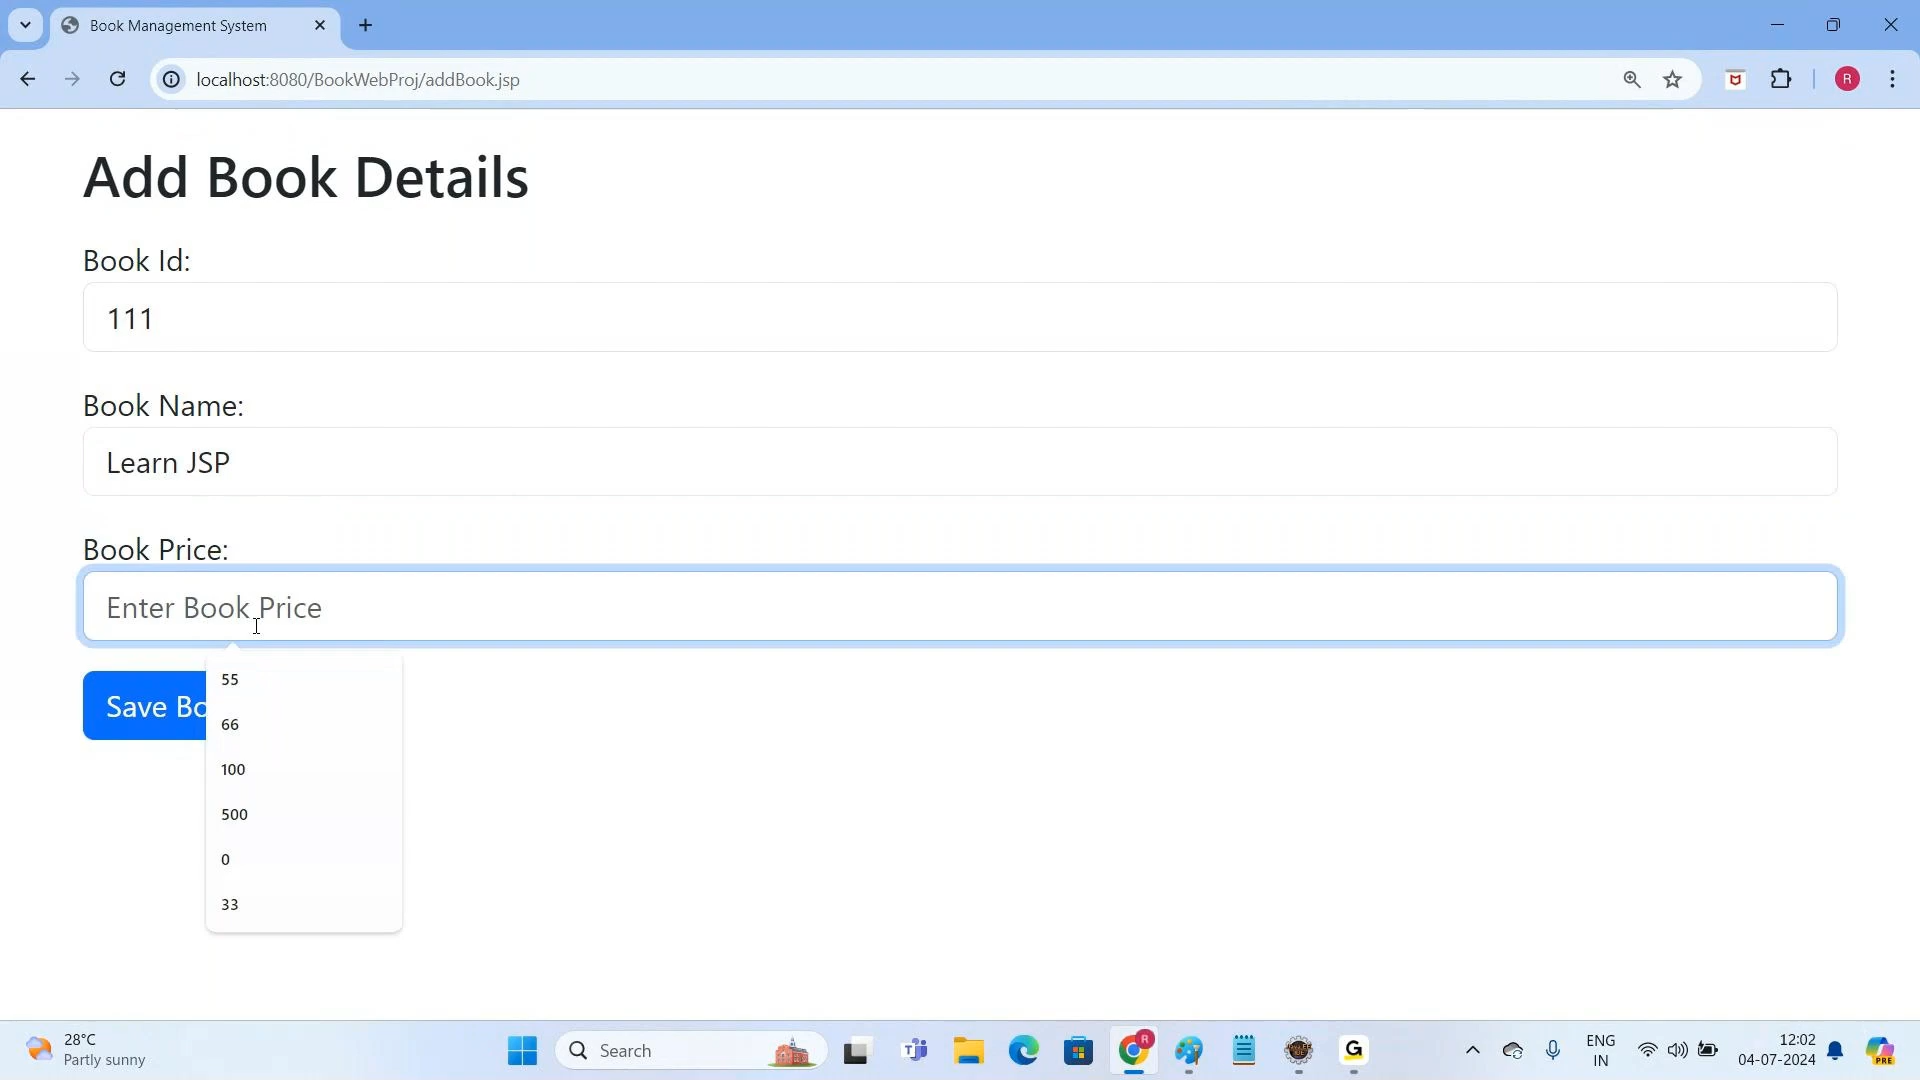 Book Management System
localhost:8080/BookWebProj/addBook.jsp
R
Add Book Details
Book Id:
111
Book Name:
Learn JSP
Book Price:
Enter Book Price
Save Bo
55
66
100
500
0
33
28°C
Partly sunny
Search
R
G
ENG
IN
12:02
04-07-2024
PRE